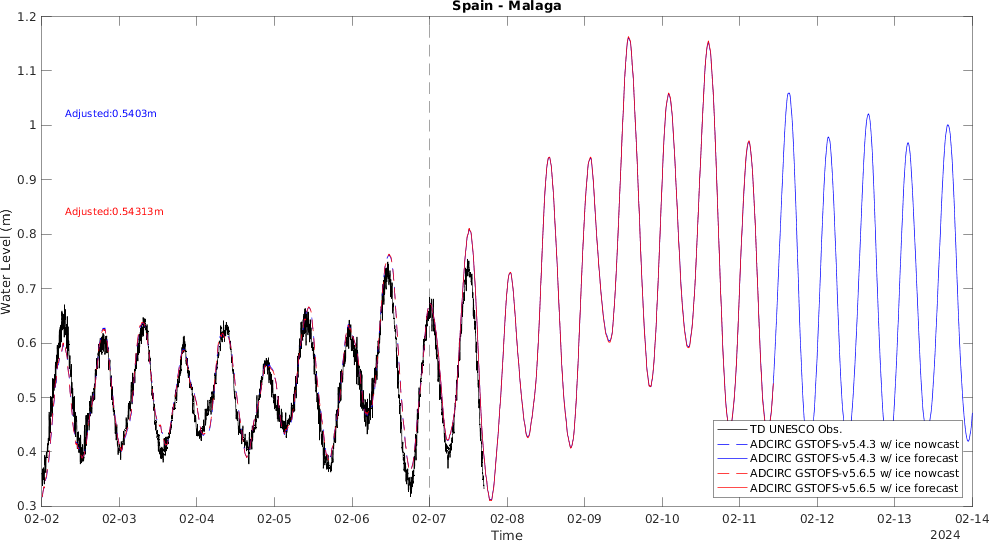 Spain - Malaga
1.2
1.1
1
0.9
0.8
0.7
0.6
0.5
0.4
0.3
Water Level (m)
Adjusted:0.5403m
Adjusted:0.54313m
TD UNESCO Obs.
ADCIRC GSTOFS-v5.4.3 w/ ice nowcast
ADCIRC GSTOFS-v5.4.3 w/ ice forecast
ADCIRC GSTOFS-v5.6.5 w/ ice nowcast
ADCIRC GSTOFS-v5.6.5 w/ ice forecast
02-02 02-03 02-04 02-05 02-06 02-07 02-08 02-09 02-10 02-11 02-12 02-13 02-14
Time
2024